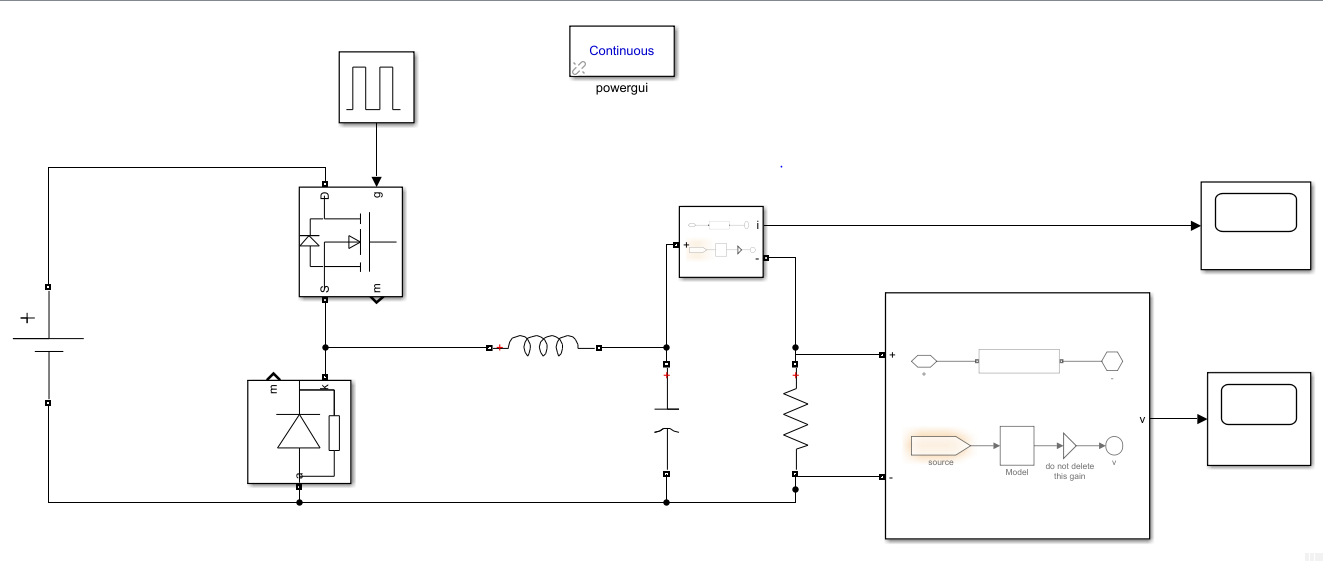 Continuous
powergui
D
g
S
m
i
+
-
+
m
k
a
+
+
+
+
-
v
+
-
source
Model
do not delete
this gain
v